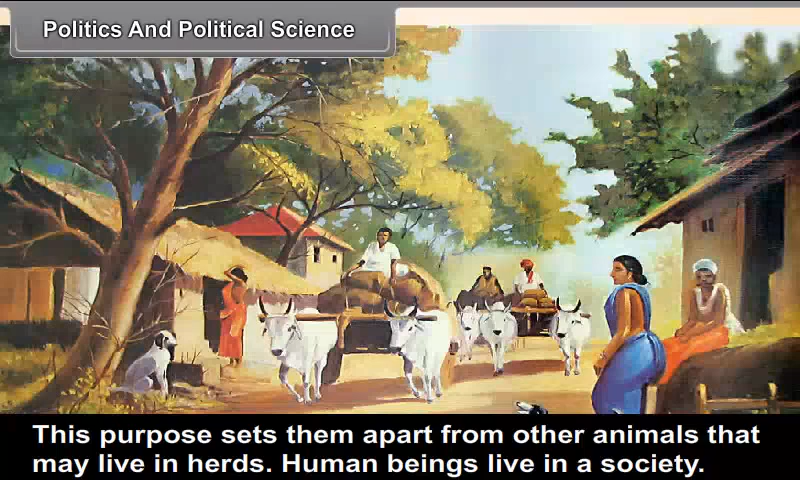 Politics And Political Science
This purpose sets them apart from other animals that
may live in herds. Human beings live in a society.